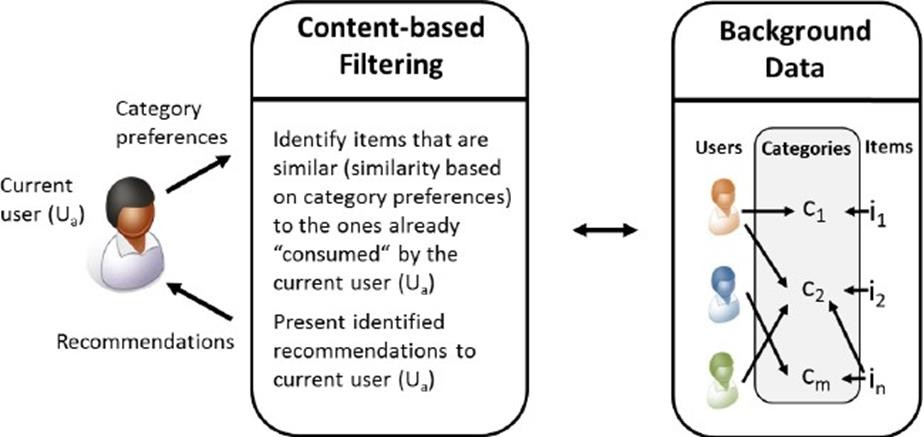 Content-based
Filtering
Category
preferences
Current
user (Ua)
Recommendations
Identify items that are
similar (similarity based
on category preferences)
to the ones already
“consumed“ by the
current user (Ua)
Present identified
recommendations to
current user (Ua)
Background
Data
Users Categories Items
c1 i1
c2 i2
cm in